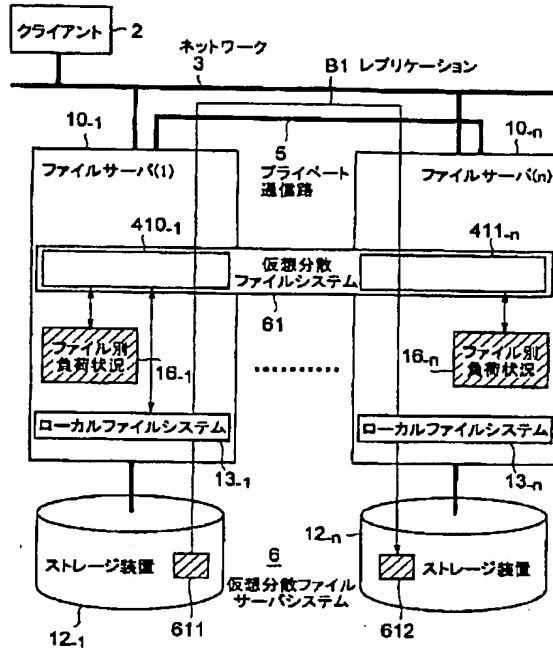 クライアント
2
ネットワーク
3
B1 レプリケーション
10-1
5
10-n
ファイルサーバ(1)
プライベート
通信路
ファイルサーバ(n)
410-1
411-n
仮想分散
ファイルシステム
61
ファイル別
負荷状況
16-1
16-n
ファイル別
負荷状況
ローカルファイルシステム
13-1
ローカルファイルシステム
13-n
ストレージ装置
12-1
611
6
仮想分散ファイル
サーバシステム
12-n
612
ストレージ装置